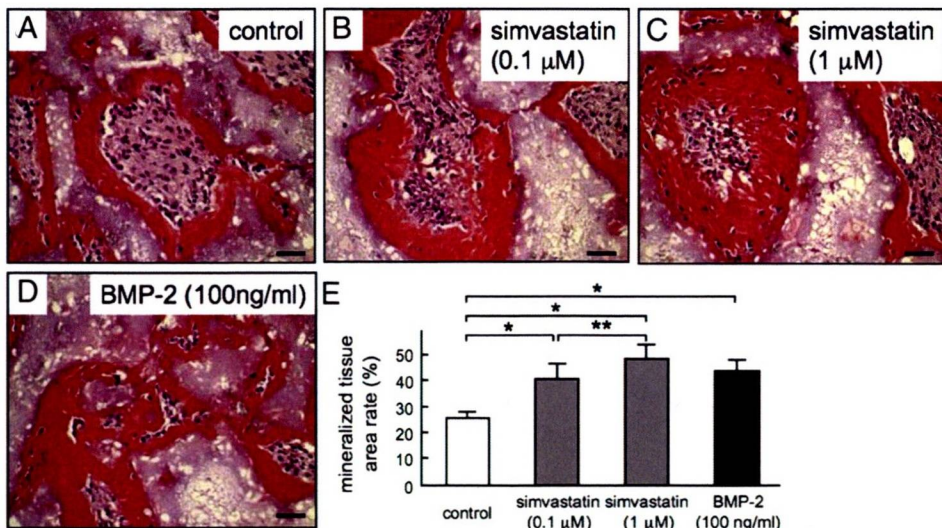 A
control
B
simvastatin
(0.1 µM)
C
simvastatin
(1 µM)
D
BMP-2 (100ng/ml)
E
*
*
*
**
mineralized tissue
area rate (%)
50
40
30
20
10
0
control
simvastatin
(0.1 µM)
simvastatin
(1 µM)
BMP-2
(100 ng/ml)